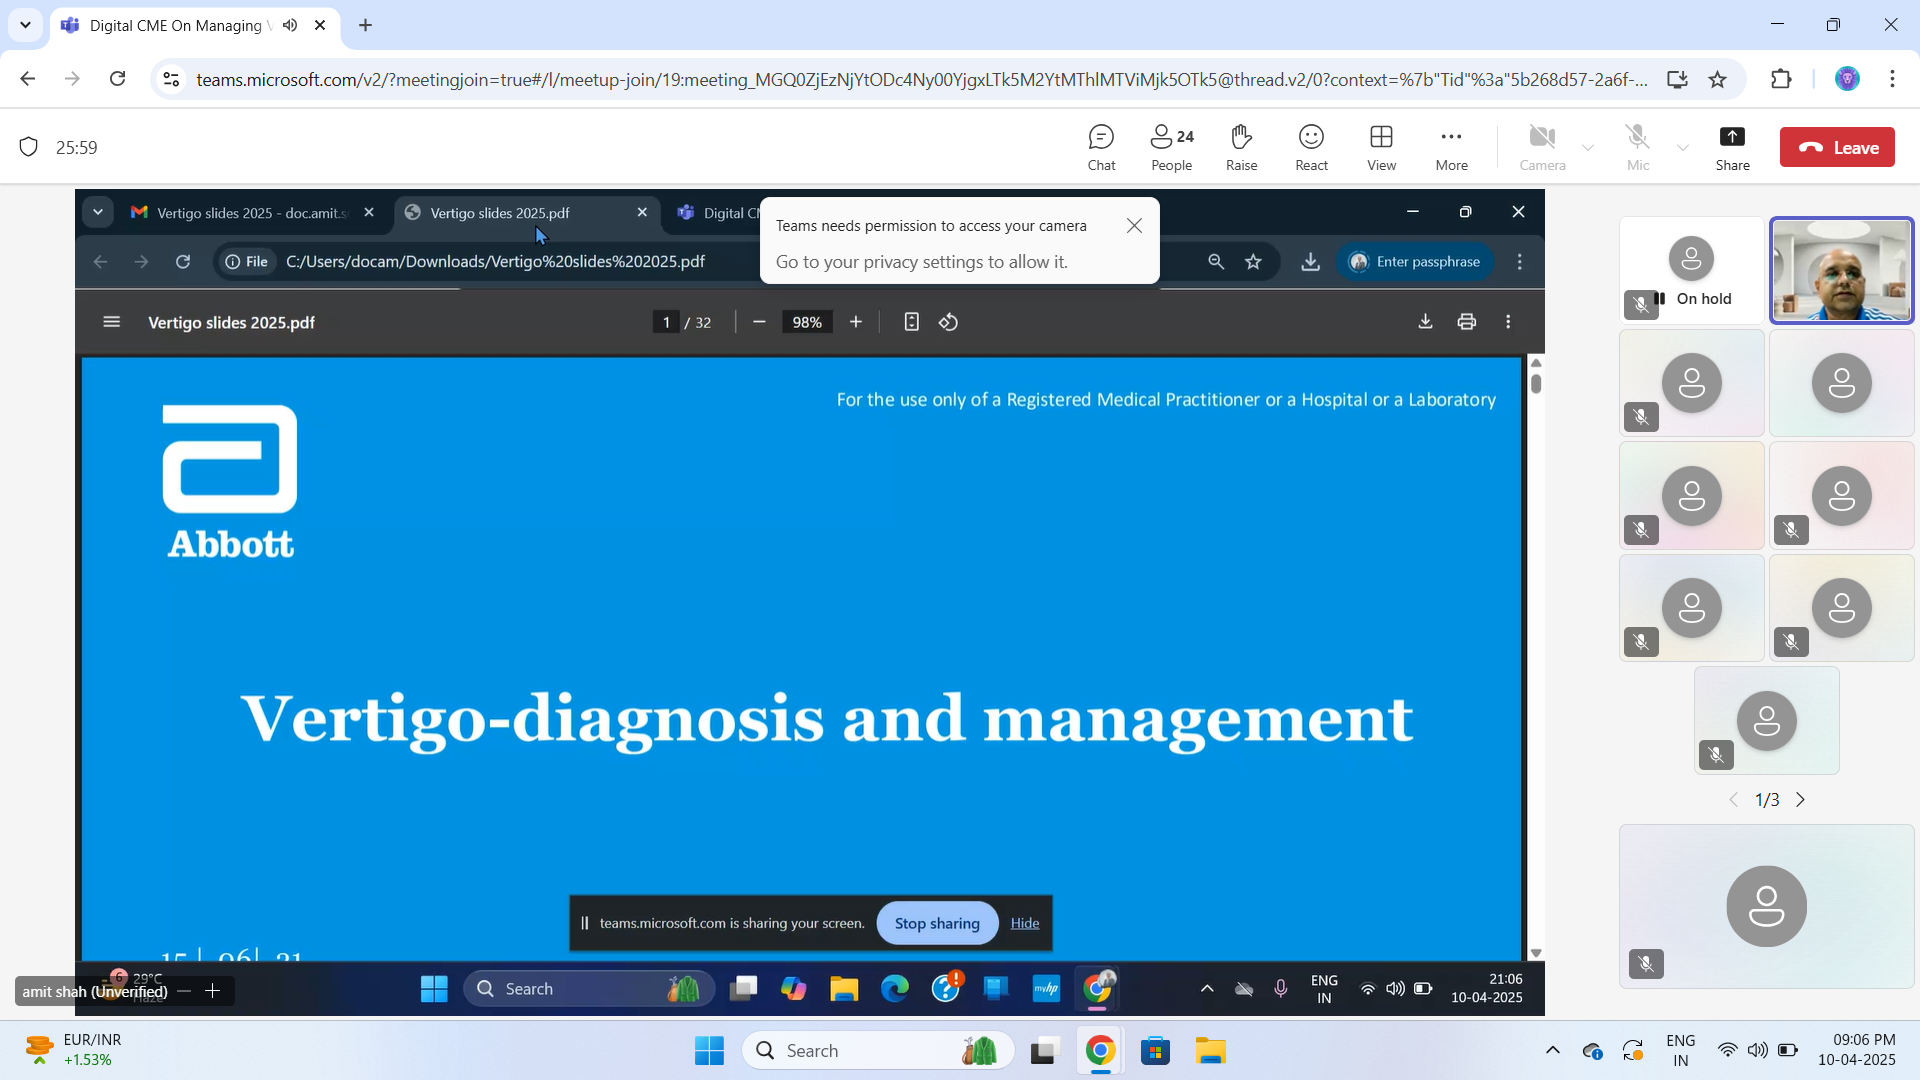 Digital CME On Managing V
teams.microsoft.com/v2/?meetingjoin=true#/l/meetup-join/19:meeting_MGQ0ZjEzNjYtODc4Ny00YjgxLTk5M2YtMThlMTViMjk5OTk5@thread.v2/0?context=%7b"Tid"%3a"5b268d57-2a6f-...
25:59
Chat
24
People
Raise
React
View
More
Camera
Mic
Share
Leave
Vertigo slides 2025 - doc.amit.s
Vertigo slides 2025.pdf
Digital C
Teams needs permission to access your camera
Go to your privacy settings to allow it.
File
C:/Users/docam/Downloads/Vertigo%20slides%202025.pdf
Enter passphrase
Vertigo slides 2025.pdf
1 / 32
98%
For the use only of a Registered Medical Practitioner or a Hospital or a Laboratory
Abbott
Vertigo-diagnosis and management
teams.microsoft.com is sharing your screen.
Stop sharing
Hide
6
29°C
amit shah (Unverified)
Search
myhp
ENG
IN
21:06
10-04-2025
On hold
1/3
EUR/INR
+1.53%
Search
ENG
IN
09:06 PM
10-04-2025